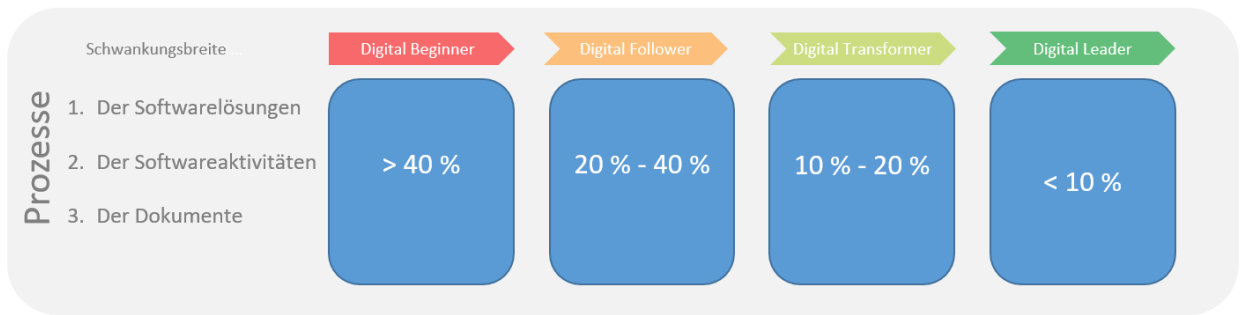 Schwankungsbreite ...
Digital Beginner
Digital Follower
Digital Transformer
Digital Leader
Prozesse
1. Der Softwarelösungen
2. Der Softwareaktivitäten
3. Der Dokumente
> 40 %
20 % - 40 %
10 % - 20 %
< 10 %